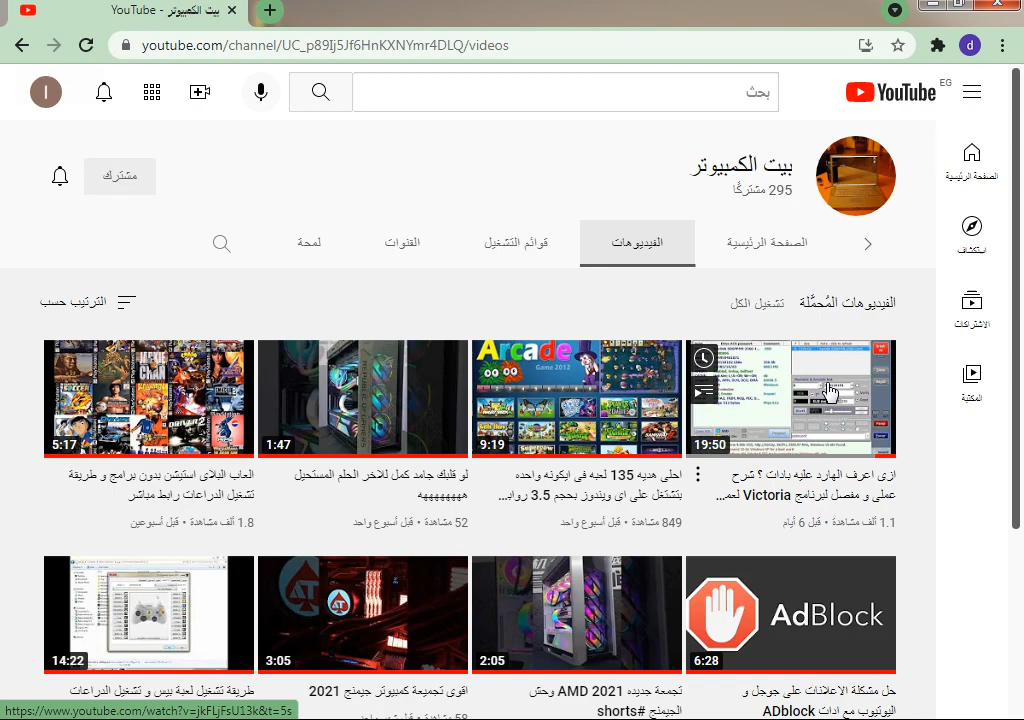 YouTube - بيت الكمبيوتر
youtube.com/channel/UC_p89Ij5Jf6HnKXNYmr4DLQ/videos
d
YouTube EG
بحث
I
الصفحة الرئيسية
استكشاف
الاشتراكات
المكتبة
بيت الكمبيوتر
295 مشتركًا
مشترك
الصفحة الرئيسية
الفيديوهات
قوائم التشغيل
القنوات
لمحة
الفيديوهات المُحمَّلة
تشغيل الكل
الترتيب حسب
19:50
ازى اعرف الهارد عليه بادات ؟ شرح
عملى و مفصل لبرنامج Victoria لعمـ...
1.1 ألف مشاهدة • قبل 6 أيام
Arcade
Game 2012
9:19
احلى هديه 135 لعبه فى ايكونه واحده
بتشتغل على اى ويندوز بحجم 3.5 روابـ...
849 مشاهدة • قبل أسبوع واحد
1:47
لو قلبك جامد كمل للاخر الحلم المستحيل
هههههههه
52 مشاهدة • قبل أسبوع واحد
5:17
العاب البلاى استيشن بدون برامج و طريقة
تشغيل الدراعات رابط مباشر
1.8 ألف مشاهدة • قبل أسبوعين
AdBlock
6:28
حل مشكلة الاعلانات على جوجل و
اليوتيوب مع ادات ADblock
2:05
تجمعة جديده AMD 2021 وحش
الجيمنج #shorts
3:05
اقوى تجميعة كمبيوتر جيمنج 2021
14:22
طريقة تشغيل لعبة بيس و تشغيل الدراعات
https://www.youtube.com/watch?v=jkFLjFsU13k&t=5s